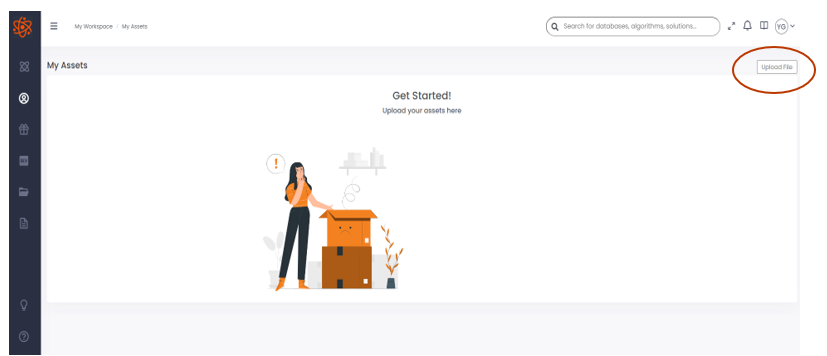 My Workspace / My Assets
Search for databases, algorithms, solutions...
YG
My Assets
Upload File
Get Started!
Upload your assets here
!